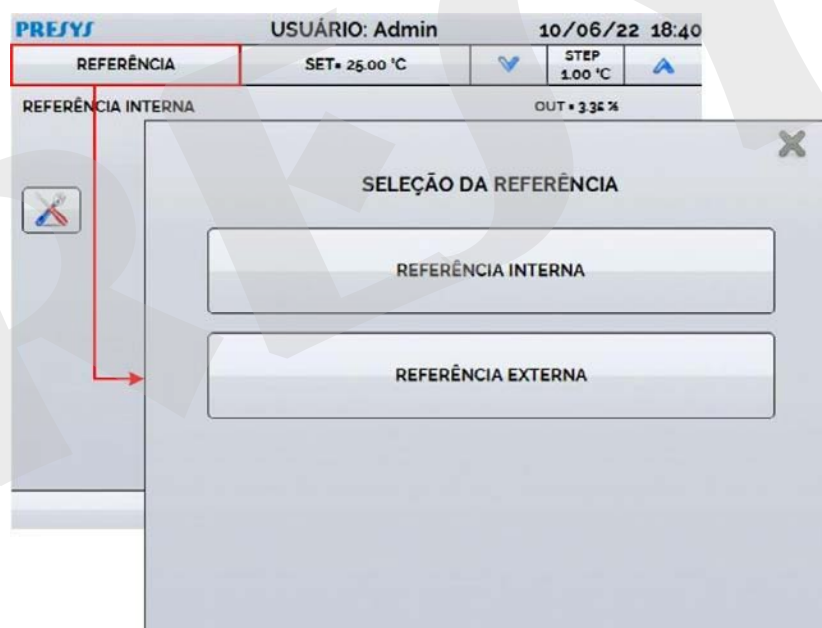 PRESYS
USUÁRIO: Admin
10/06/22 18:40
REFERÊNCIA
SET= 25.00 °C
STEP
1.00 °C
REFERÊNCIA INTERNA
OUT = 3.36 %
SELEÇÃO DA REFERÊNCIA
REFERÊNCIA INTERNA
REFERÊNCIA EXTERNA